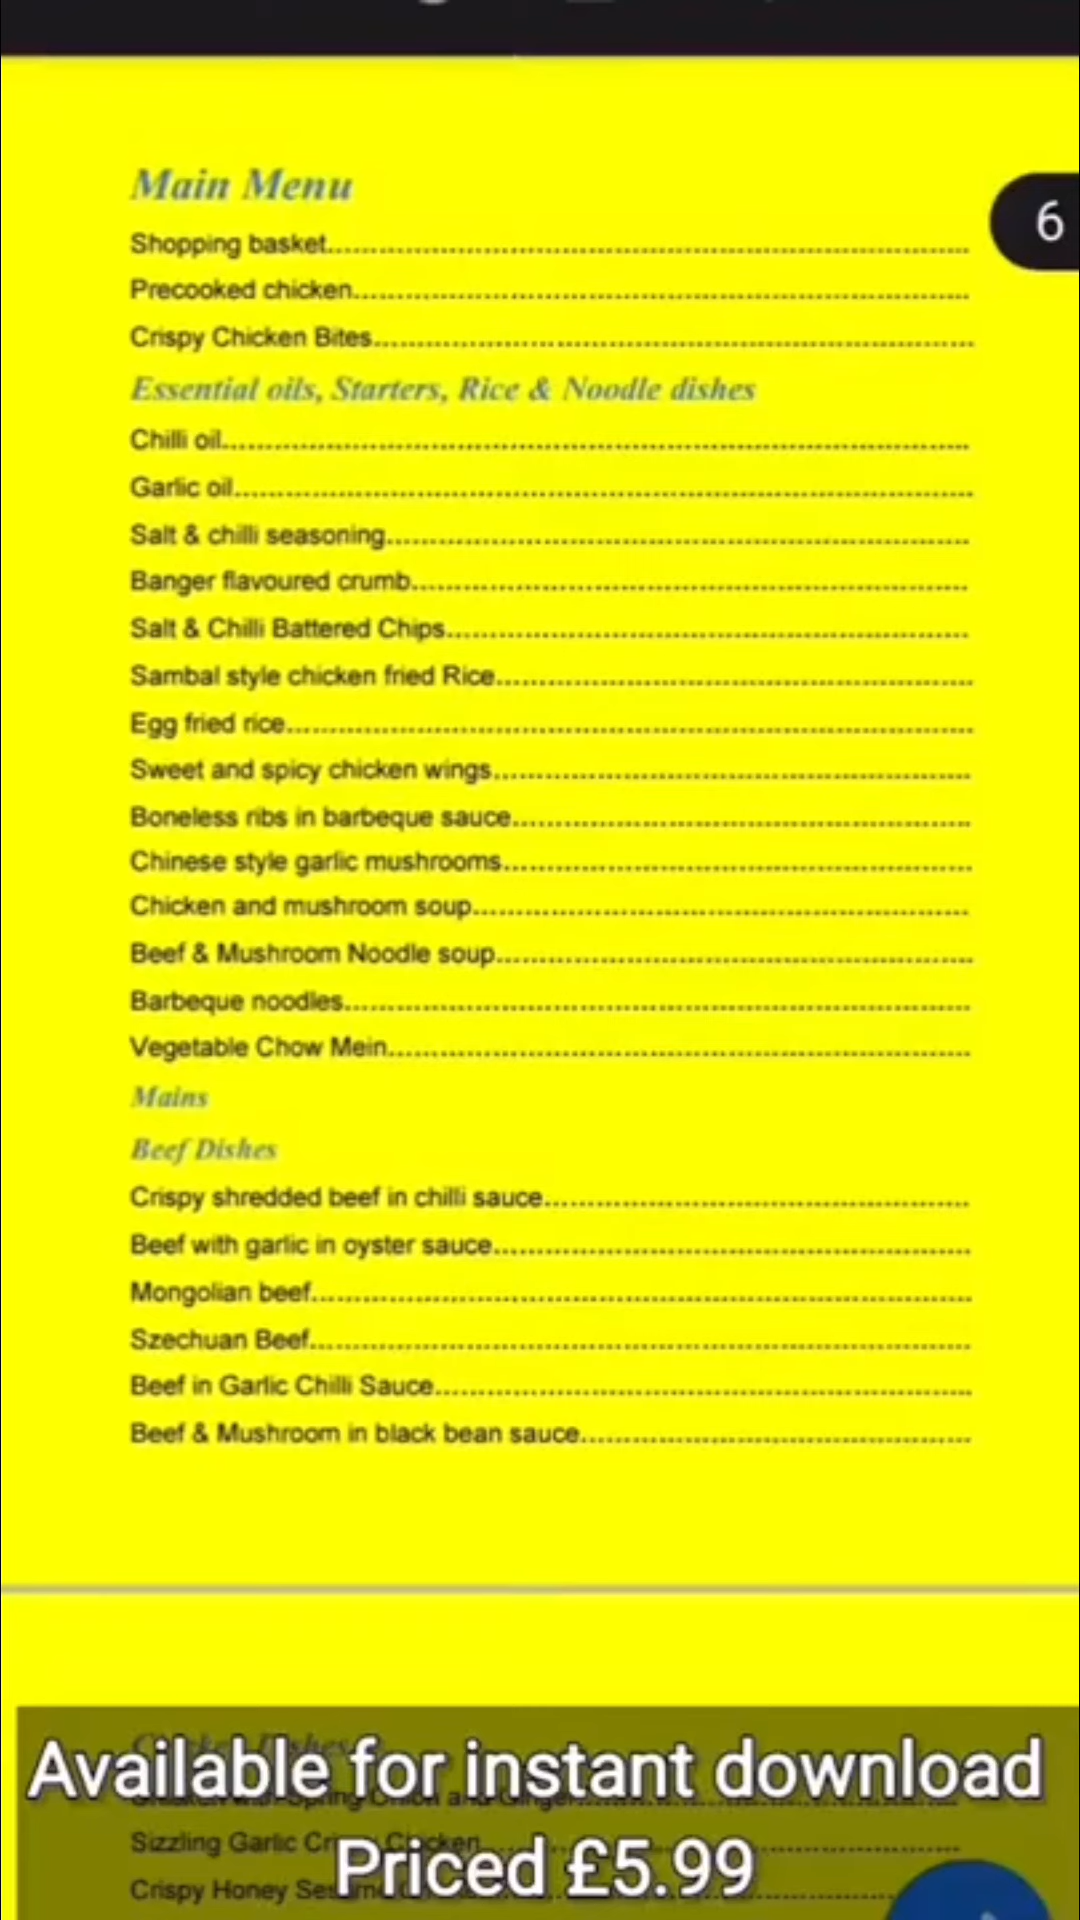 6
Main Menu
Shopping basket
Precooked chicken
Crispy Chicken Bites
Essential oils, Starters, Rice & Noodle dishes
Chilli oil
Garlic oil
Salt & chilli seasoning
Banger flavoured crumb
Salt & Chilli Battered Chips
Sambal style chicken fried Rice
Egg fried rice
Sweet and spicy chicken wings
Boneless ribs in barbeque sauce
Chinese style garlic mushrooms
Chicken and mushroom soup
Beef & Mushroom Noodle soup
Barbeque noodles
Vegetable Chow Mein
Mains
Beef Dishes
Crispy shredded beef in chilli sauce
Beef with garlic in oyster sauce
Mongolian beef
Szechuan Beef
Beef in Garlic Chilli Sauce
Beef & Mushroom in black bean sauce
Available for instant download
Sizzling Garlic Crispy Chicken
Priced £5.99
Crispy Honey